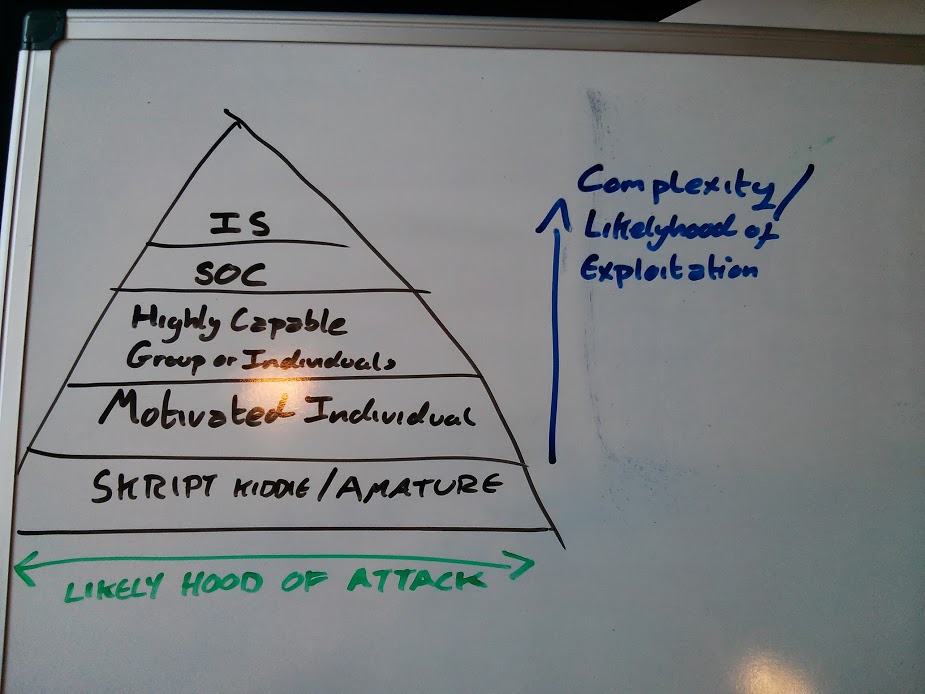 IS
SOC
Highly Capable
Group or Individuals
Motivated Individual
SKRIPT KIDDIE/AMATURE
LIKELY HOOD OF ATTACK
Complexity/
Likelyhood of
Exploitation